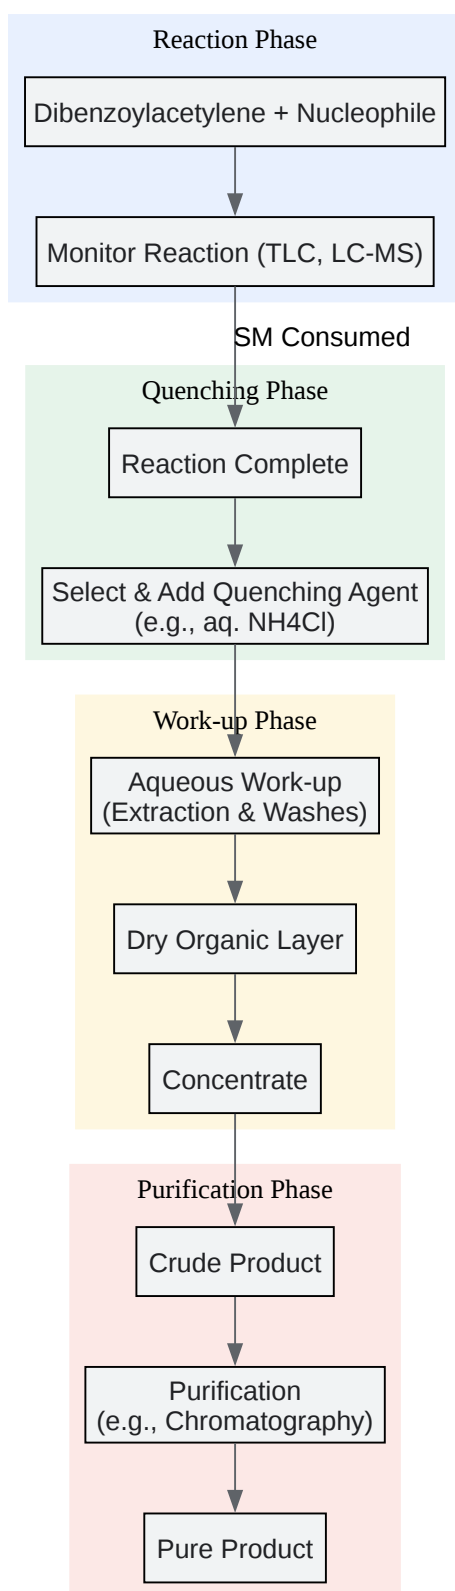 Reaction Phase
Dibenzoylacetylene + Nucleophile
Monitor Reaction (TLC, LC-MS)
SM Consumed
Quenching Phase
Reaction Complete
Select & Add Quenching Agent
(e.g., aq. NH4Cl)
Work-up Phase
Aqueous Work-up
(Extraction & Washes)
Dry Organic Layer
Concentrate
Purification Phase
Crude Product
Purification
(e.g., Chromatography)
Pure Product